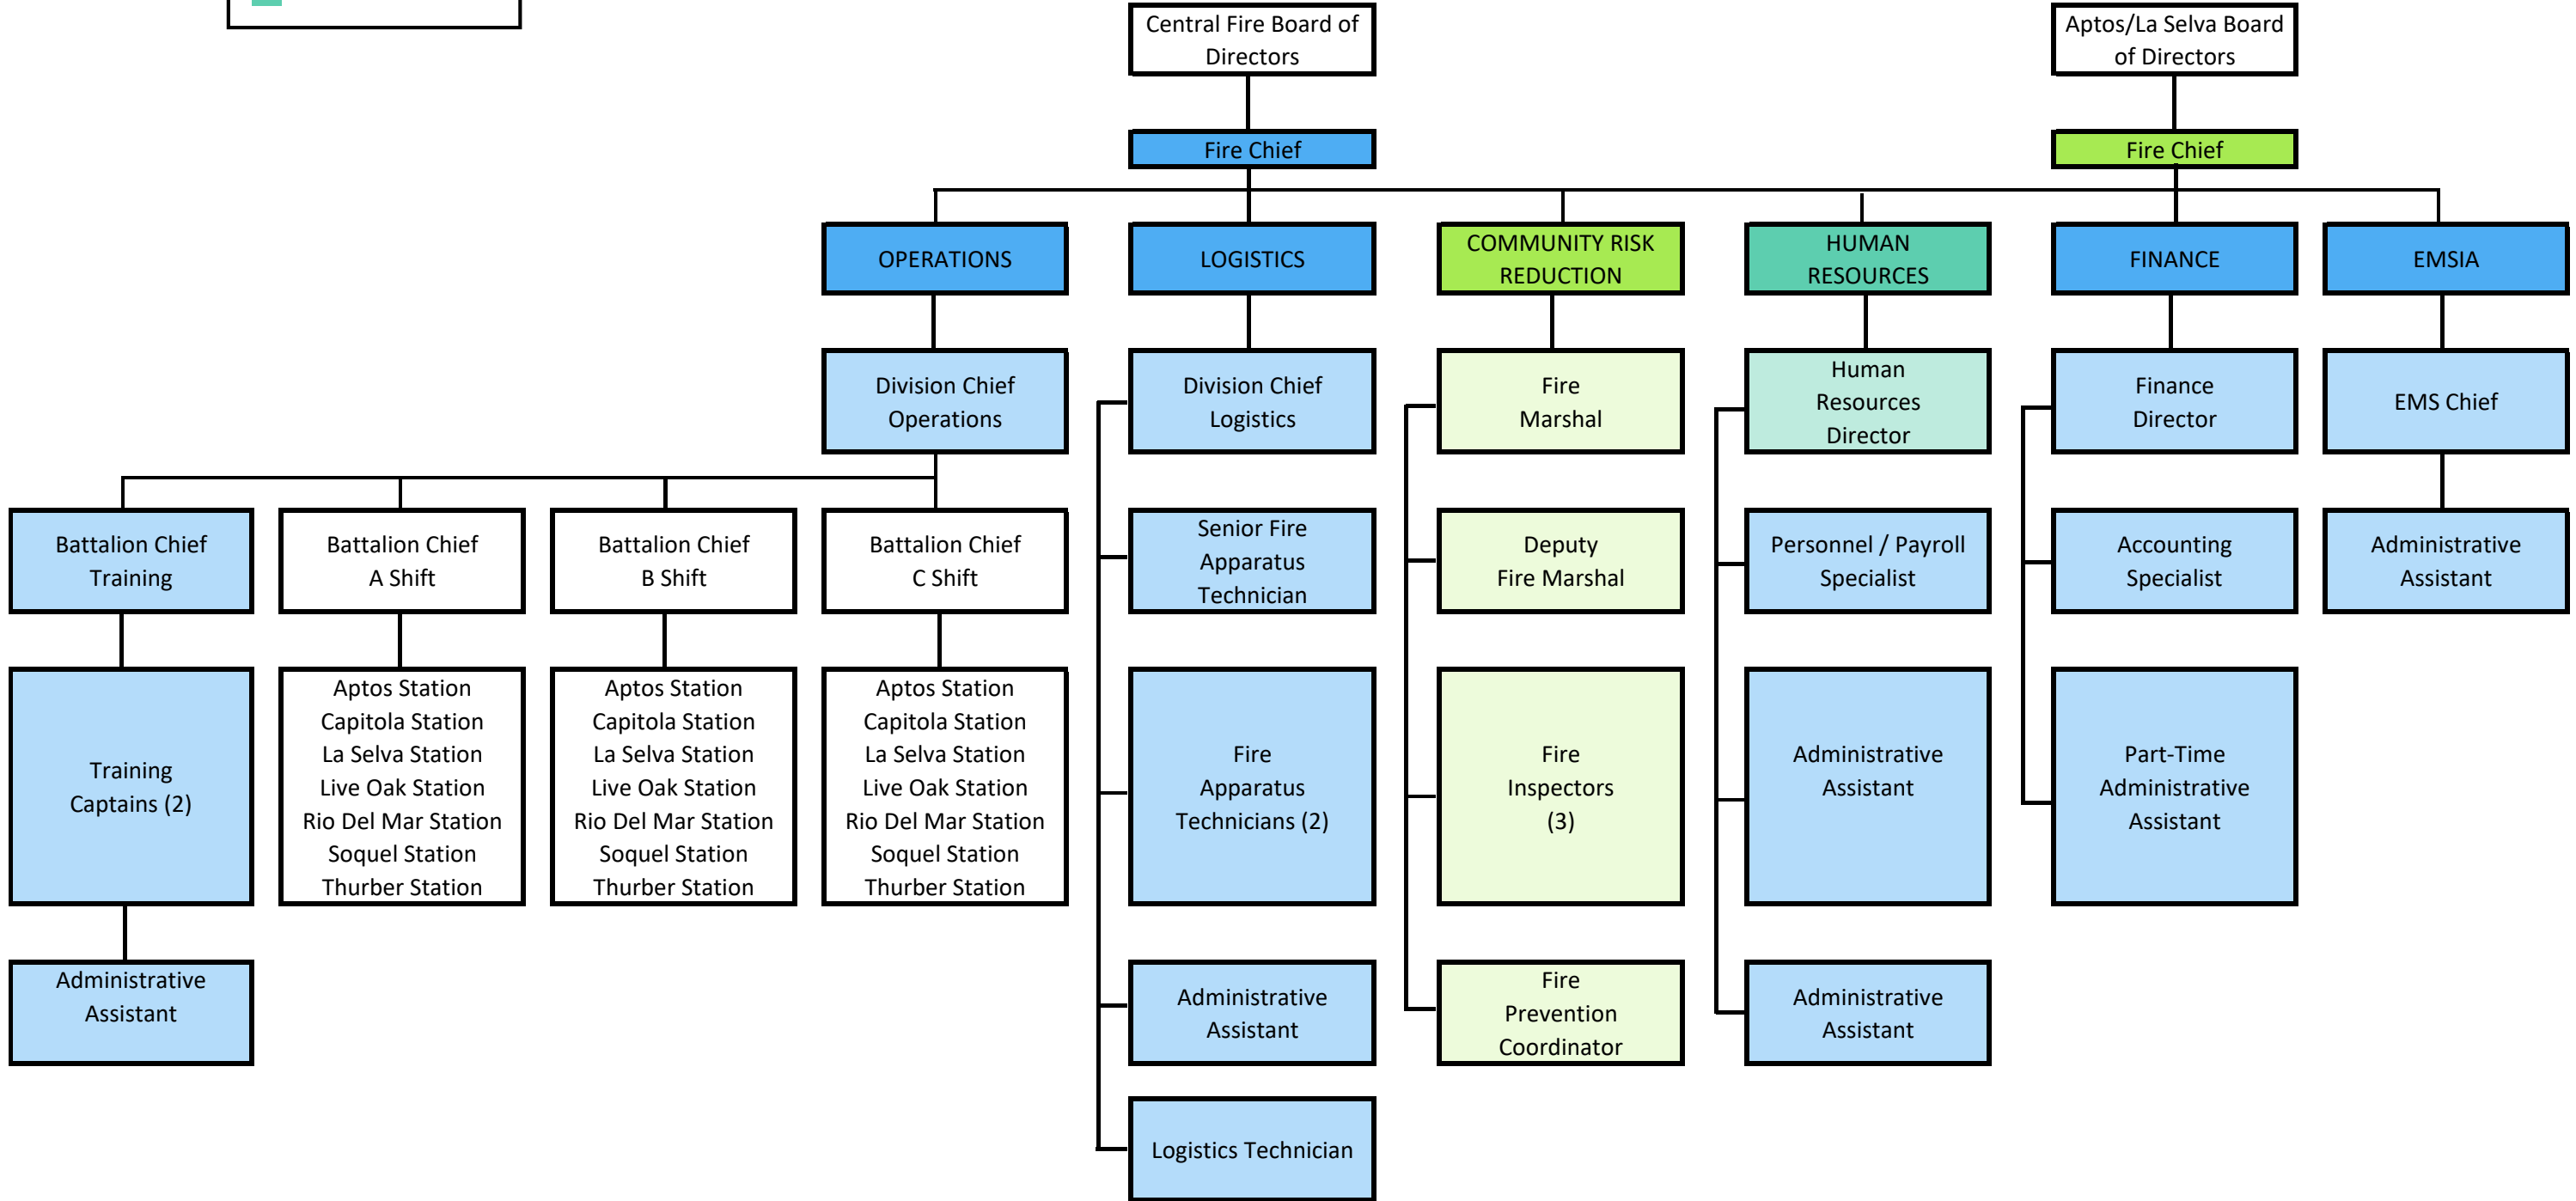 Central Fire Board of
Directors
Aptos/La Selva Board
of Directors
Fire Chief
Fire Chief
OPERATIONS
LOGISTICS
COMMUNITY RISK
REDUCTION
HUMAN
RESOURCES
FINANCE
EMSIA
Division Chief
Operations
Division Chief
Logistics
Fire
Marshal
Human
Resources
Director
Finance
Director
EMS Chief
Battalion Chief
Training
Battalion Chief
A Shift
Battalion Chief
B Shift
Battalion Chief
C Shift
Senior Fire
Apparatus
Technician
Deputy
Fire Marshal
Personnel / Payroll
Specialist
Accounting
Specialist
Administrative
Assistant
Training
Captains (2)
Aptos Station
Capitola Station
La Selva Station
Live Oak Station
Rio Del Mar Station
Soquel Station
Thurber Station
Aptos Station
Capitola Station
La Selva Station
Live Oak Station
Rio Del Mar Station
Soquel Station
Thurber Station
Aptos Station
Capitola Station
La Selva Station
Live Oak Station
Rio Del Mar Station
Soquel Station
Thurber Station
Fire
Apparatus
Technicians (2)
Fire
Inspectors
(3)
Administrative
Assistant
Part-Time
Administrative
Assistant
Administrative
Assistant
Administrative
Assistant
Fire
Prevention
Coordinator
Administrative
Assistant
Logistics Technician